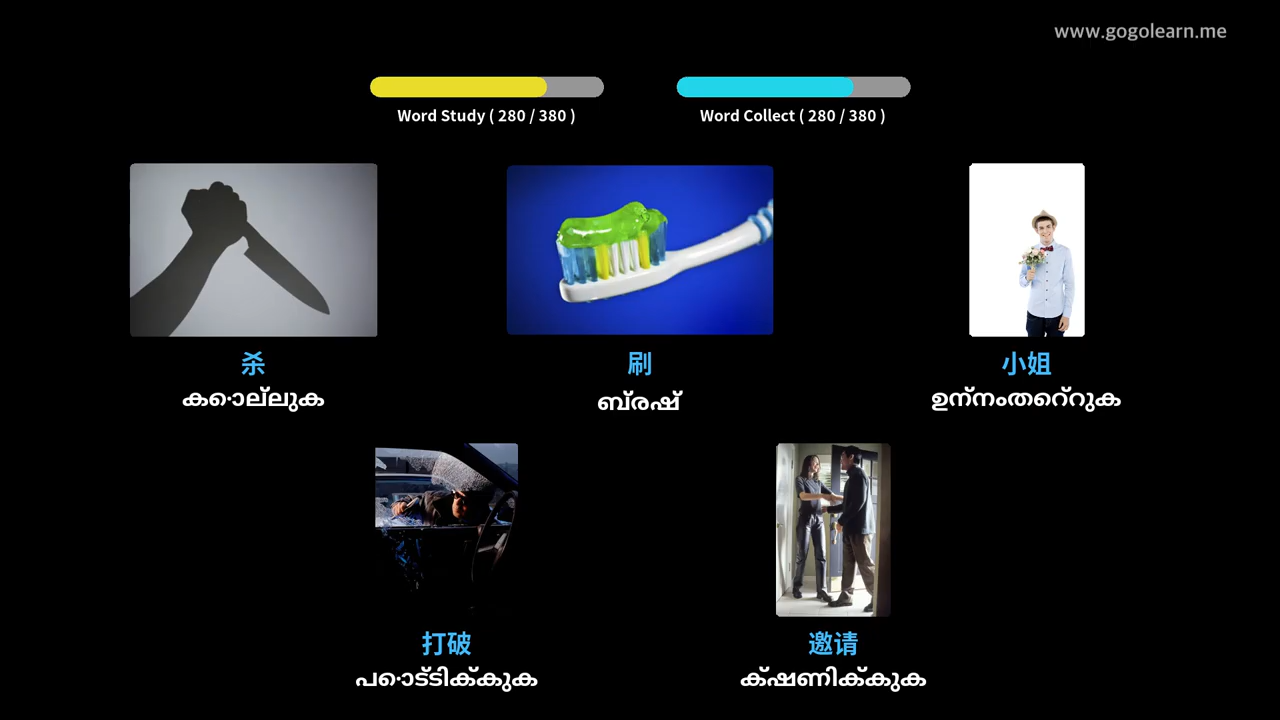 www.gogolearn.me
Word Study ( 280 / 380 )
Word Collect ( 280 / 380 )
杀
കൊല്ലുക
刷
ബ്രഷ്
小姐
ഉന്നംതെറ്റുക
打破
പൊട്ടിക്കുക
邀请
ക്ഷണിക്കുക